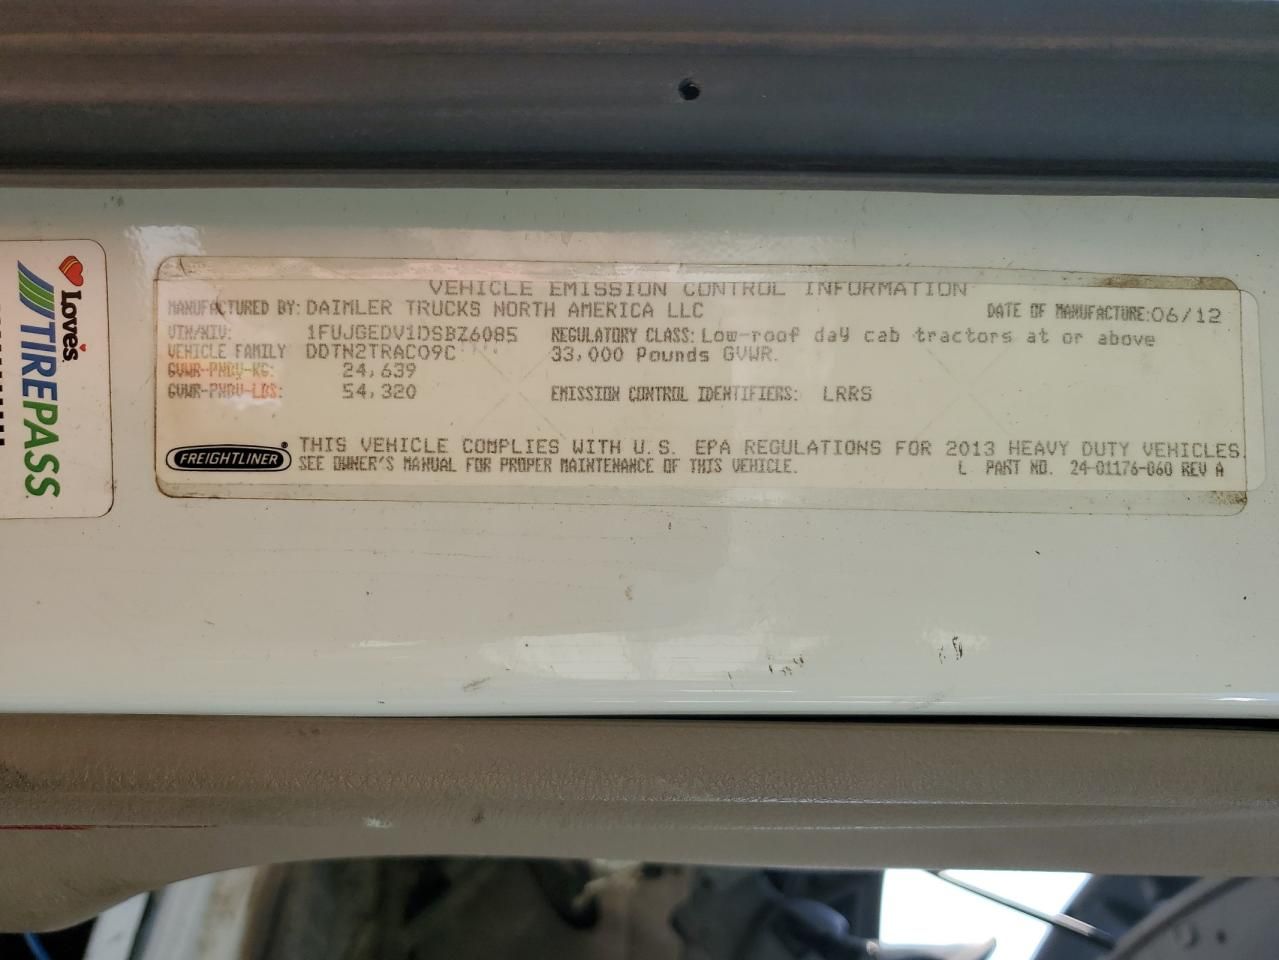 VEHICLE EMISSION CONTROL INFORMATION
MANUFACTURED BY: DAIMLER TRUCKS NORTH AMERICA LLC DATE OF MANUFACTURE: 06/12
VIN/NIV: 1FUJGEDV1DSBZ6085 REGULATORY CLASS: Low-roof day cab tractors at or above
VEHICLE FAMILY DDTN2TRAC09C 33,000 Pounds GVWR.
GVWR-PNBV-KG: 24,639
GVWR-PNBV-LBS: 54,320 EMISSION CONTROL IDENTIFIERS: LRRS
FREIGHTLINER® THIS VEHICLE COMPLIES WITH U.S. EPA REGULATIONS FOR 2013 HEAVY DUTY VEHICLES.
SEE OWNER'S MANUAL FOR PROPER MAINTENANCE OF THIS VEHICLE. L PART NO. 24-01176-060 REV A
Love's
TIREPASS